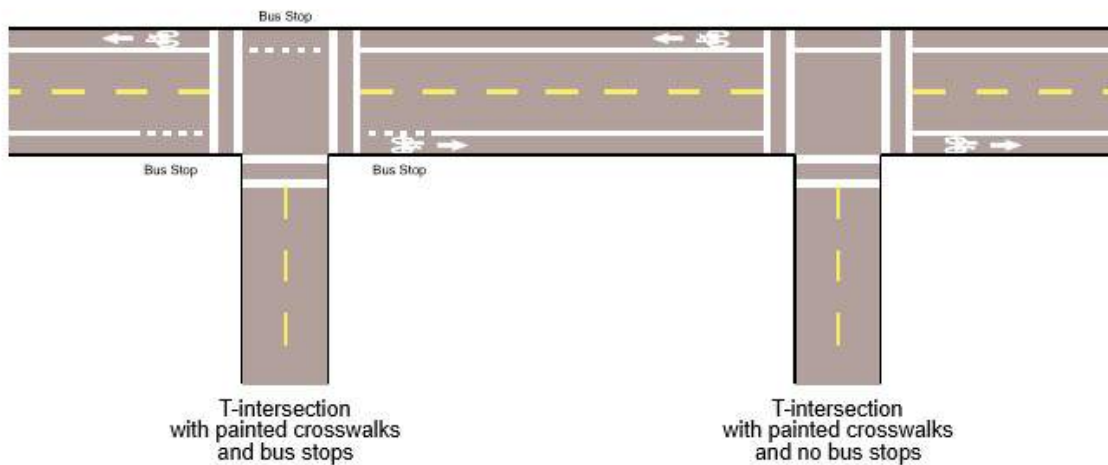 Bus Stop
Bus Stop
Bus Stop
T-intersection
with painted crosswalks
and bus stops
T-intersection
with painted crosswalks
and no bus stops